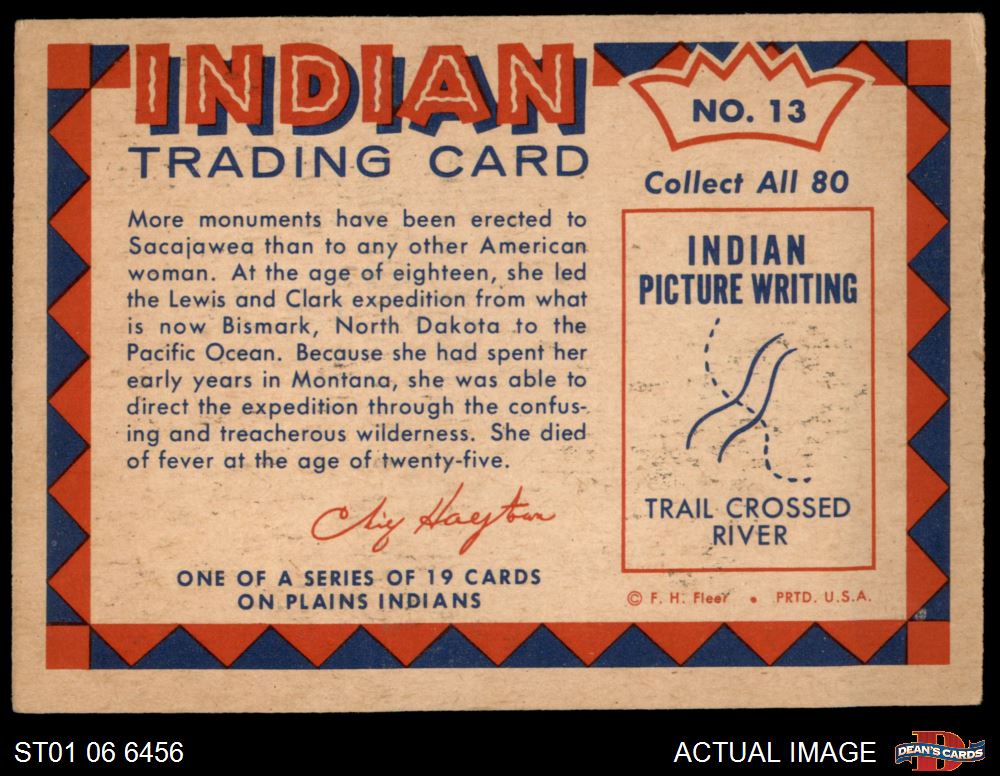 INDIAN
TRADING CARD
NO. 13
Collect All 80
More monuments have been erected to
Sacajawea than to any other American
woman. At the age of eighteen, she led
the Lewis and Clark expedition from what
is now Bismark, North Dakota to the
Pacific Ocean. Because she had spent her
early years in Montana, she was able to
direct the expedition through the confus-
ing and treacherous wilderness. She died
of fever at the age of twenty-five.
ONE OF A SERIES OF 19 CARDS
ON PLAINS INDIANS
INDIAN
PICTURE WRITING
TRAIL CROSSED
RIVER
© F. H. Fleer • PRTD. U.S.A.
ST01 06 6456
ACTUAL IMAGE
DEAN'S CARDS